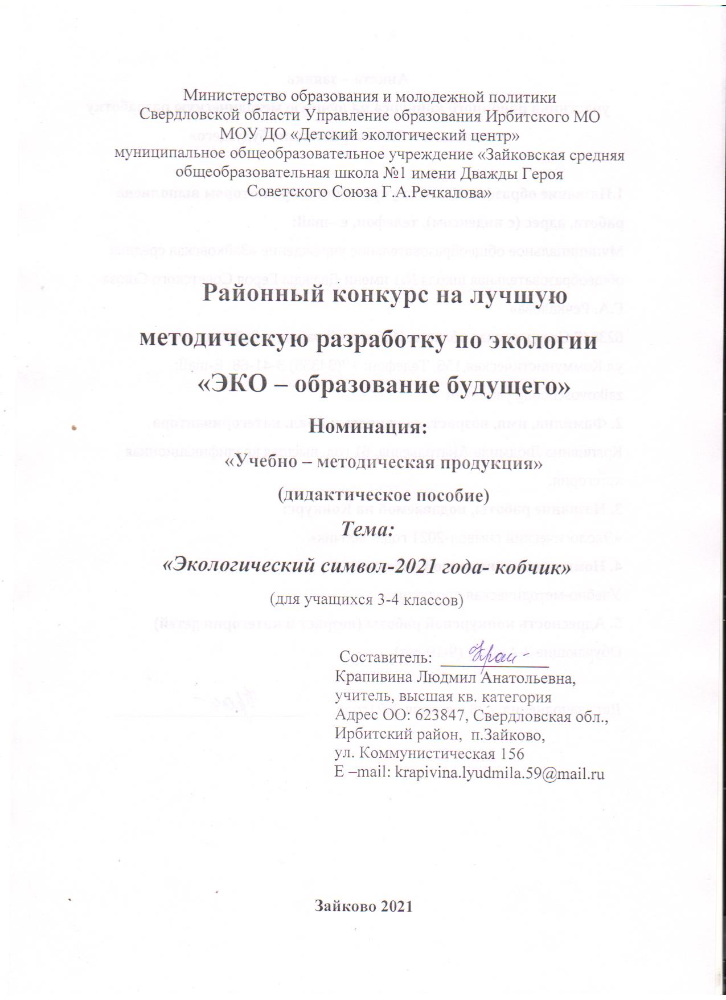 Министерство образования и молодежной политики
Свердловской области Управление образования Ирбитского МО
МОУ ДО «Детский экологический центр»
муниципальное общеобразовательное учреждение «Зайковская средняя
общеобразовательная школа №1 имени Дважды Героя
Советского Союза Г.А.Речкалова»
Районный конкурс на лучшую
методическую разработку по экологии
«ЭКО – образование будущего»
Номинация:
«Учебно – методическая продукция»
(дидактическое пособие)
Тема:
«Экологический символ-2021 года- кобчик»
(для учащихся 3-4 классов)
Составитель:
Крапивина Людмил Анатольевна,
учитель, высшая кв. категория
Адрес ОО: 623847, Свердловская обл.,
Ирбитский район, п.Зайково,
ул. Коммунистическая 156
E –mail: krapivina.lyudmila.59@mail.ru
Зайково 2021